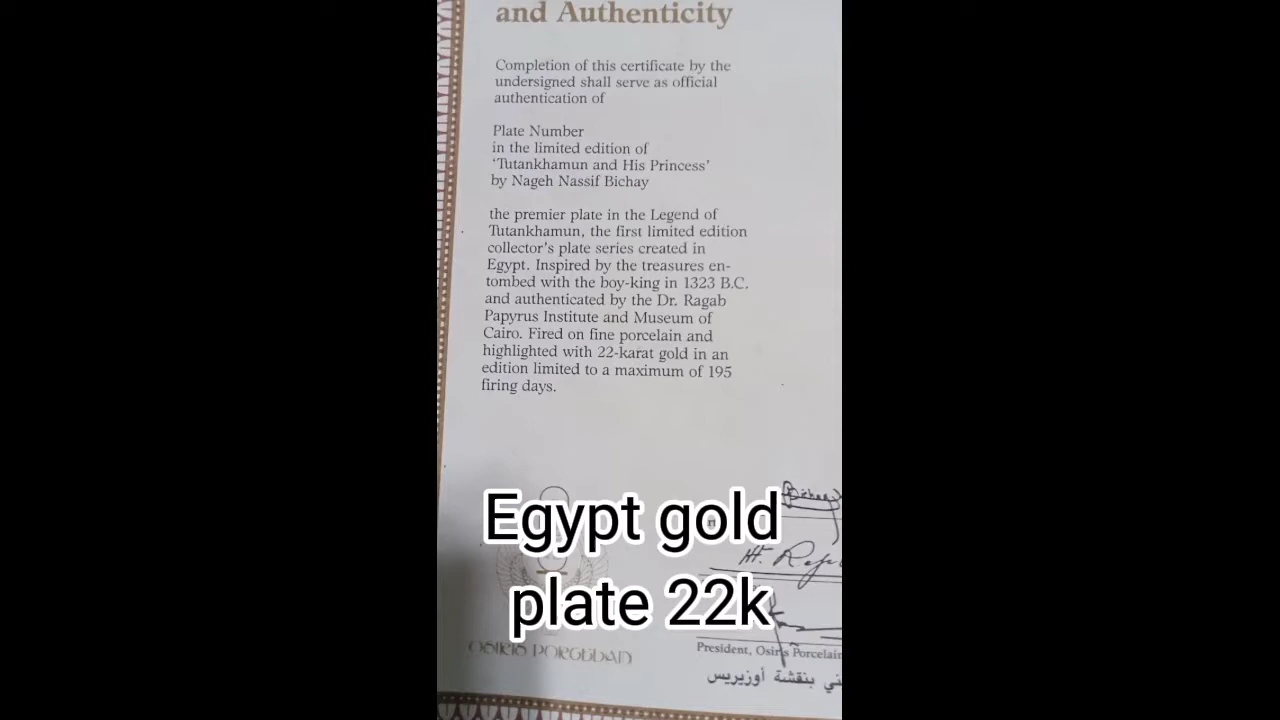 and Authenticity
Completion of this certificate by the
undersigned shall serve as official
authentication of
Plate Number
in the limited edition of
‘Tutankhamun and His Princess’
by Nageh Nassif Bichay
the premier plate in the Legend of
Tutankhamun, the first limited edition
collector's plate series created in
Egypt. Inspired by the treasures en-
tombed with the boy-king in 1323 B.C.
and authenticated by the Dr. Ragab
Papyrus Institute and Museum of
Cairo. Fired on fine porcelain and
highlighted with 22-karat gold in an
edition limited to a maximum of 195
firing days.
Egypt gold
plate 22k
OSIRIS PORCELAIN
President, Osiris Porcelain
بنقشة أوزيريس